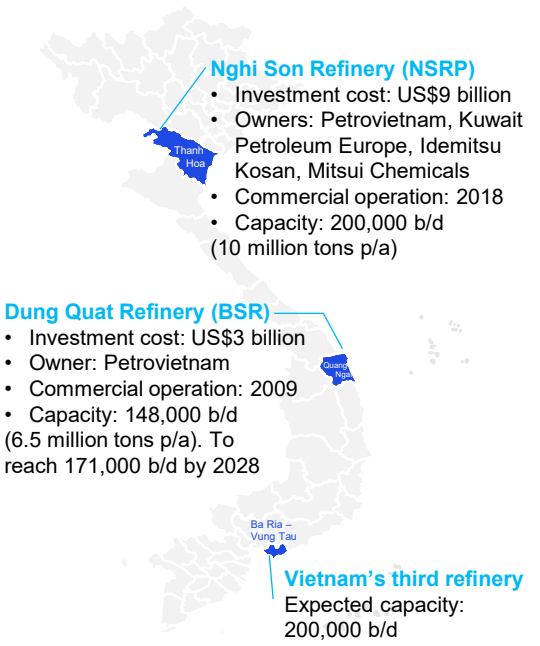 Nghi Son Refinery (NSRP)
• Investment cost: US$9 billion
• Owners: Petrovietnam, Kuwait
Petroleum Europe, Idemitsu
Kosan, Mitsui Chemicals
• Commercial operation: 2018
• Capacity: 200,000 b/d
(10 million tons p/a)
Thanh
Hoa
Dung Quat Refinery (BSR)
• Investment cost: US$3 billion
• Owner: Petrovietnam
• Commercial operation: 2009
• Capacity: 148,000 b/d
(6.5 million tons p/a). To
reach 171,000 b/d by 2028
Quang
Ngai
Ba Ria –
Vung Tau
Vietnam's third refinery
Expected capacity:
200,000 b/d